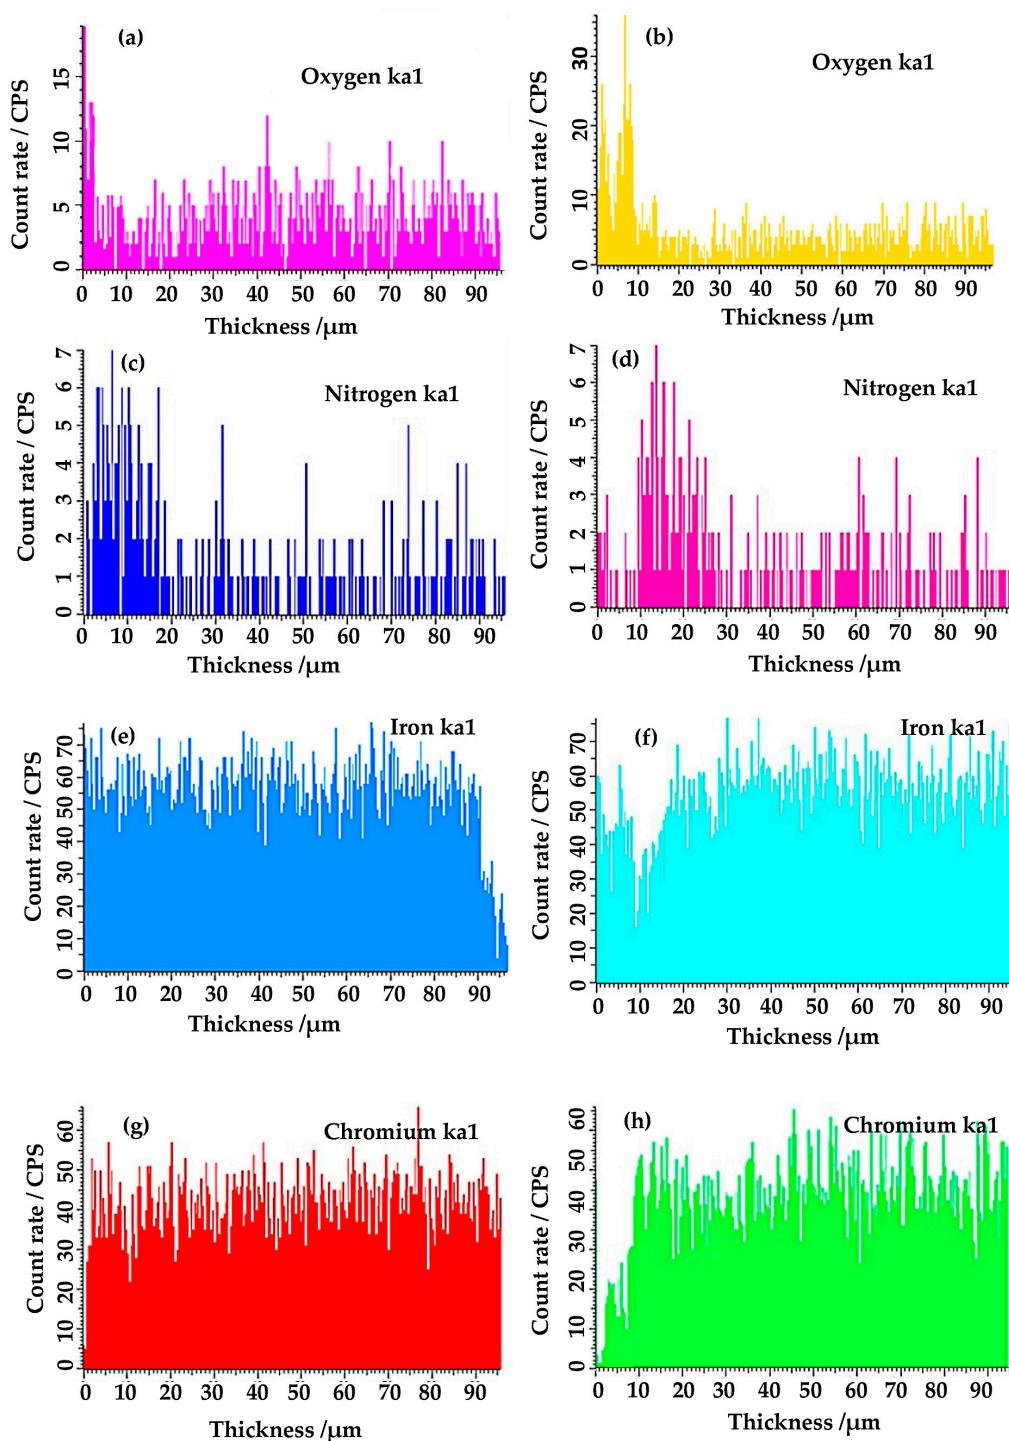 (a)
Oxygen ka1
Count rate / CPS
15
10
5
0
0 10 20 30 40 50 60 70 80 90
Thickness /µm
(b)
Oxygen ka1
Count rate / CPS
30
20
10
0
0 10 20 30 40 50 60 70 80 90
Thickness /µm
(c)
Nitrogen ka1
Count rate / CPS
7
6
5
4
3
2
1
0
0 10 20 30 40 50 60 70 80 90
Thickness /µm
(d)
Nitrogen ka1
Count rate / CPS
7
6
5
4
3
2
1
0
0 10 20 30 40 50 60 70 80 90
Thickness /µm
(e)
Iron ka1
Count rate / CPS
70
60
50
40
30
20
10
0
0 10 20 30 40 50 60 70 80 90
Thickness /µm
(f)
Iron ka1
Count rate / CPS
70
60
50
40
30
20
10
0
0 10 20 30 40 50 60 70 80 90
Thickness /µm
(g)
Chromium ka1
Count rate / CPS
60
50
40
30
20
10
0
0 10 20 30 40 50 60 70 80 90
Thickness /µm
(h)
Chromium ka1
Count rate / CPS
60
50
40
30
20
10
0
0 10 20 30 40 50 60 70 80 90
Thickness /µm